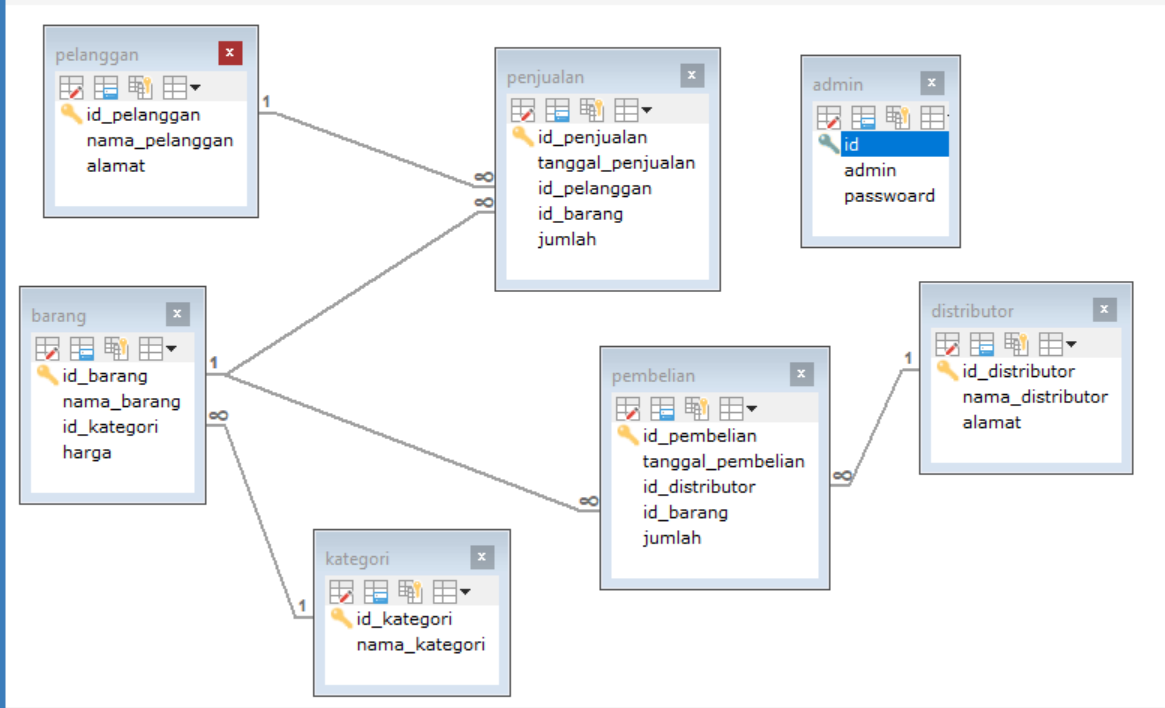 pelanggan
id_pelanggan
nama_pelanggan
alamat
1
∞
penjualan
id_penjualan
tanggal_penjualan
id_pelanggan
id_barang
jumlah
∞
admin
id
admin
passwoard
barang
id_barang
nama_barang
id_kategori
harga
1
∞
kategori
id_kategori
nama_kategori
1
pembelian
id_pembelian
tanggal_pembelian
id_distributor
id_barang
jumlah
∞
∞
distributor
id_distributor
nama_distributor
alamat
1